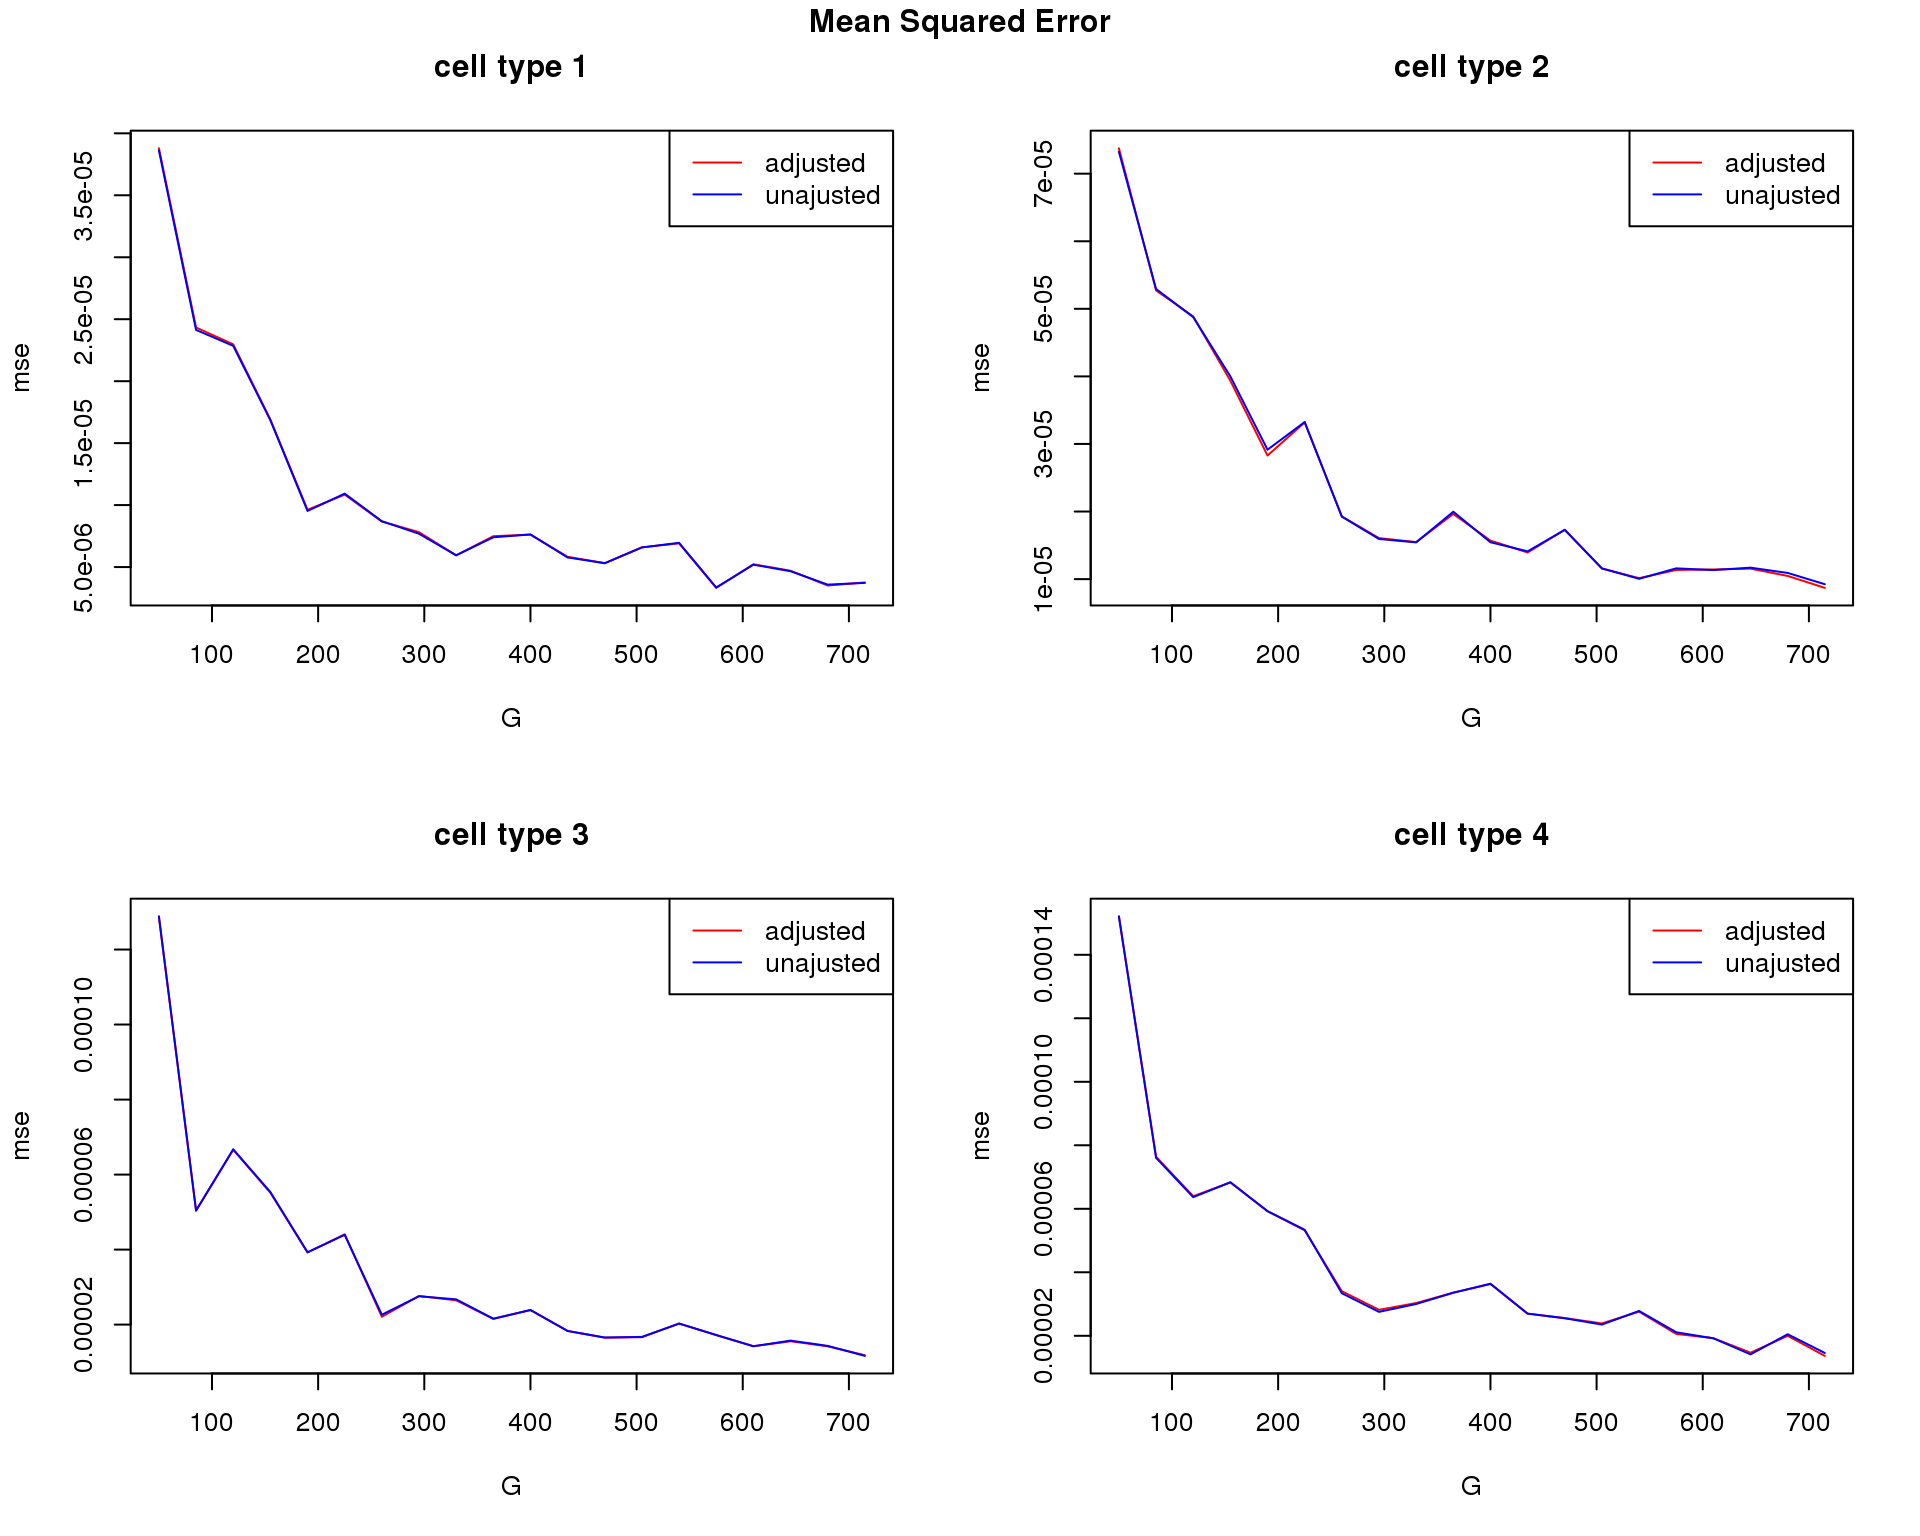 Mean Squared Error
cell type 1
mse
3.5e-05
2.5e-05
1.5e-05
5.0e-06
adjusted
unajusted
100 200 300 400 500 600 700
G
cell type 2
mse
7e-05
5e-05
3e-05
1e-05
adjusted
unajusted
100 200 300 400 500 600 700
G
cell type 3
mse
0.00010
0.00006
0.00002
adjusted
unajusted
100 200 300 400 500 600 700
G
cell type 4
mse
0.00014
0.00010
0.00006
0.00002
adjusted
unajusted
100 200 300 400 500 600 700
G